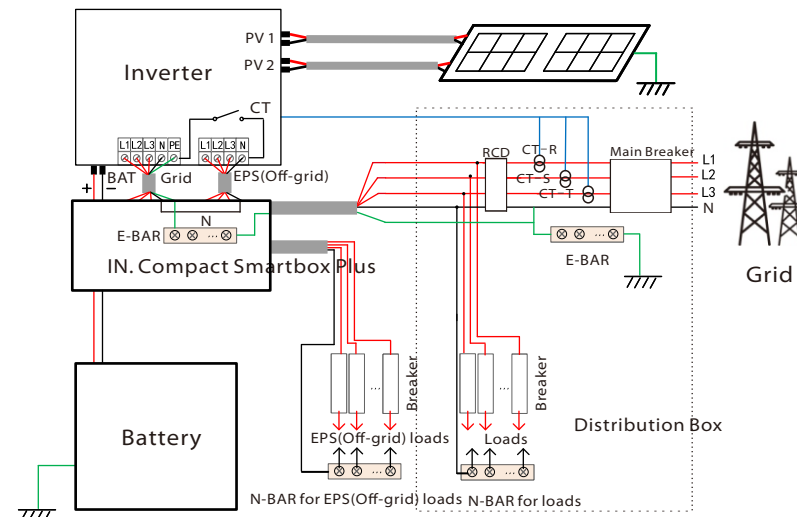 PV 1
Inverter
PV 2
CT
L1 L2 L3 N PE
L1 L2 L3 N
BAT
Grid
EPS(Off-grid)
+
−
N
E-BAR
...
IN. Compact Smartbox Plus
Battery
RCD
CT-R
CT-S
CT-T
Main Breaker
L1
L2
L3
N
...
E-BAR
Grid
...
Breaker
...
Breaker
Distribution Box
EPS(Off-grid) loads
Loads
...
...
N-BAR for EPS(Off-grid) loads
N-BAR for loads